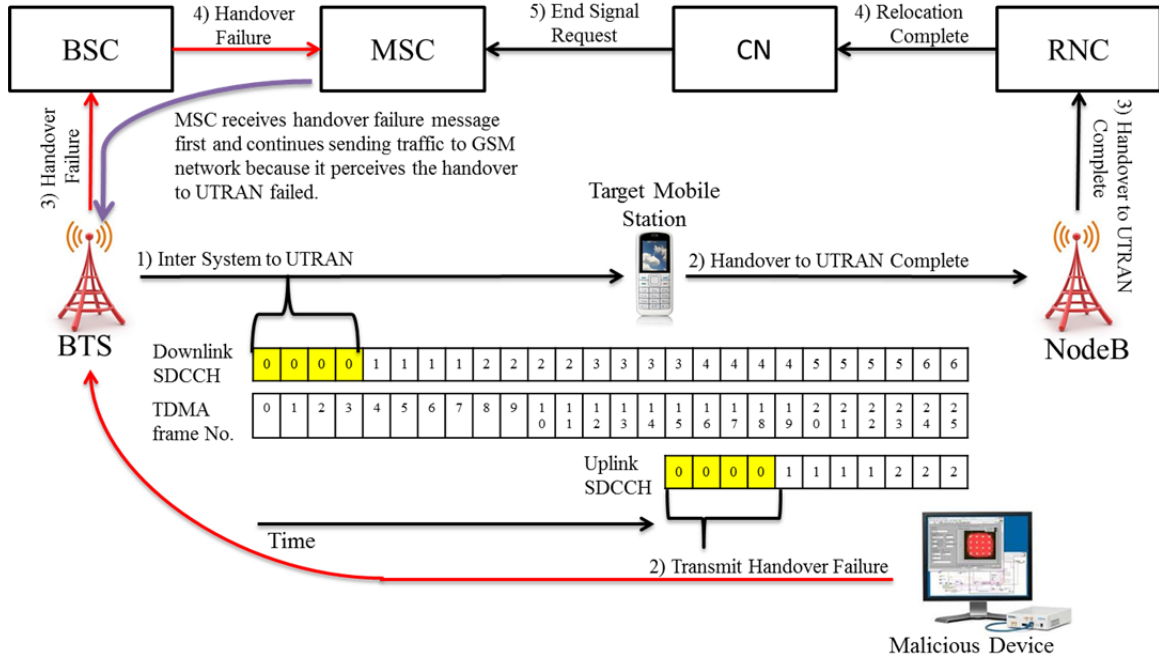 4) Handover
Failure
5) End Signal
Request
4) Relocation
Complete
BSC
MSC
CN
RNC
3) Handover
Failure
MSC receives handover failure message
first and continues sending traffic to GSM
network because it perceives the handover
to UTRAN failed.
3) Handover to UTRAN
Complete
Target Mobile
Station
1) Inter System to UTRAN
2) Handover to UTRAN Complete
BTS
NodeB
Downlink
SDCCH
0 0 0 0 1 1 1 1 2 2 2 2 3 3 3 3 4 4 4 4 5 5 5 5 6 6
TDMA
frame No.
0 1 2 3 4 5 6 7 8 9 10 11 12 13 14 15 16 17 18 19 20 21 22 23 24 25
Uplink
SDCCH
0 0 0 0 1 1 1 1 2 2 2
Time
2) Transmit Handover Failure
Malicious Device